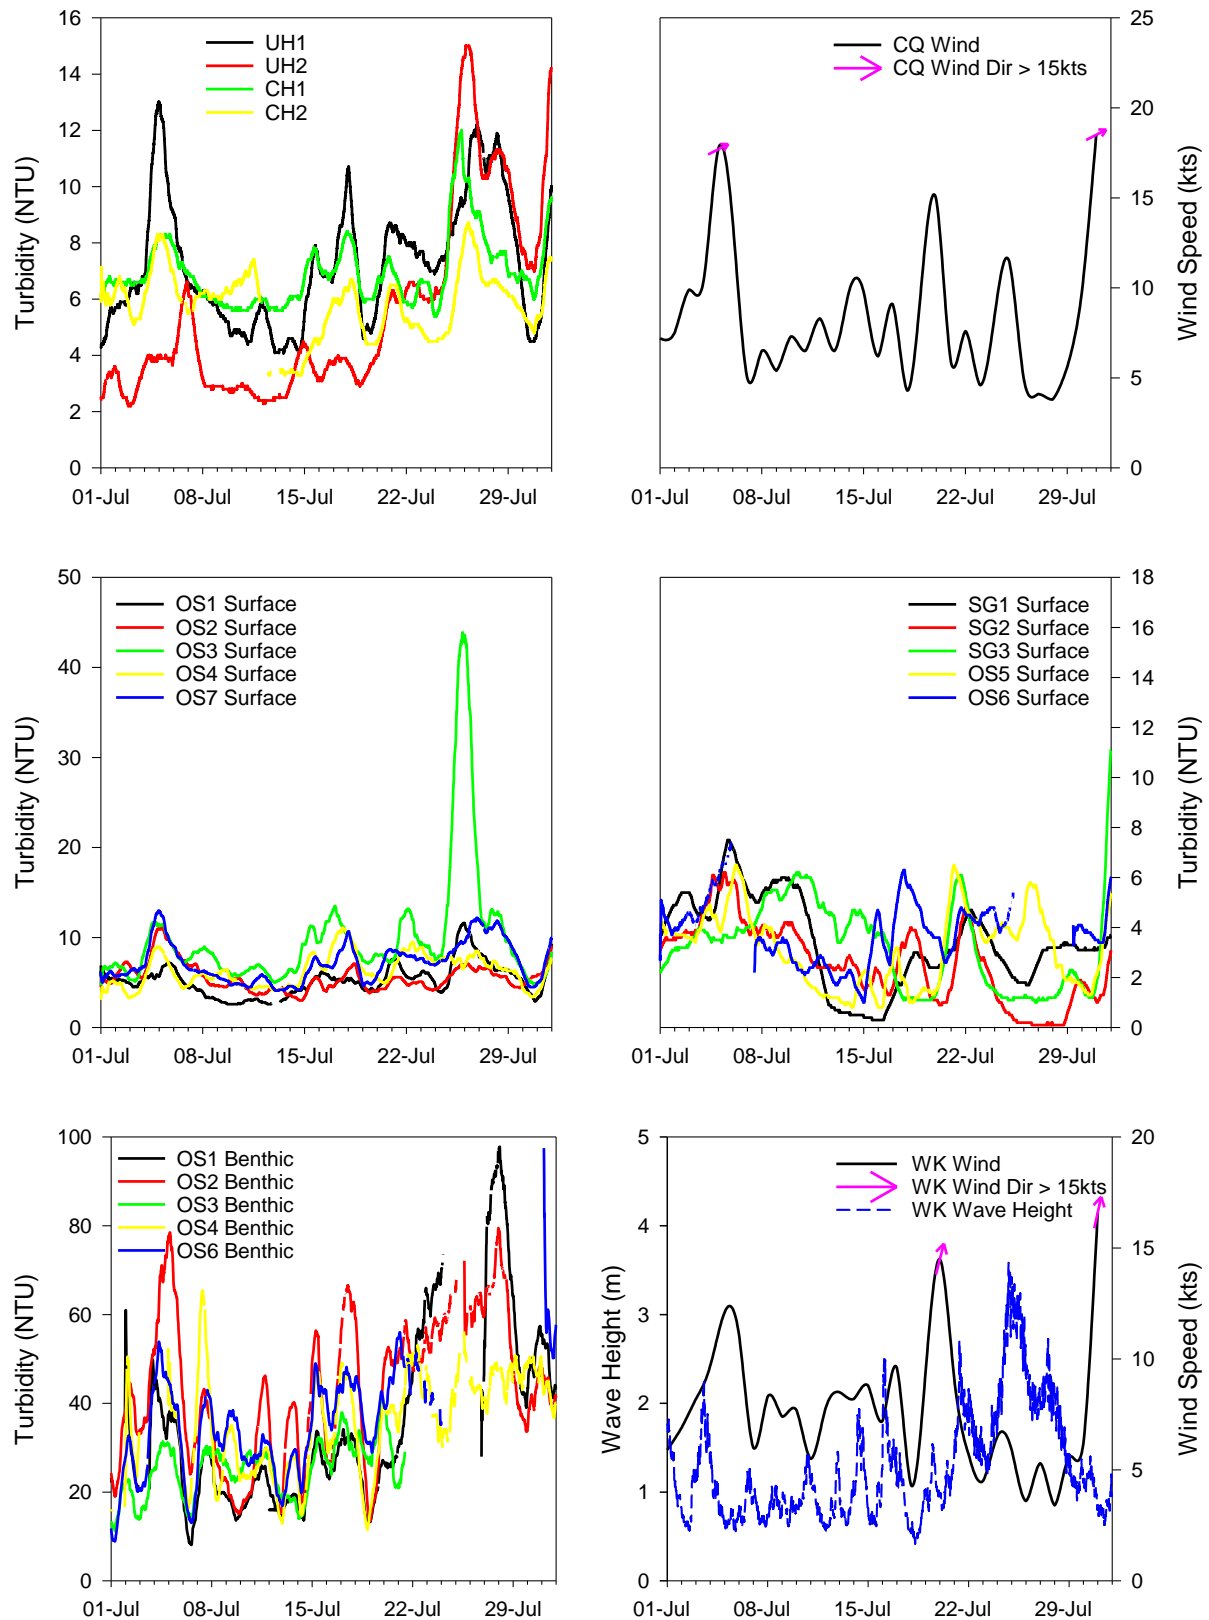 16
14
12
10
8
6
4
2
0
Turbidity (NTU)
UH1
UH2
CH1
CH2
01-Jul 08-Jul 15-Jul 22-Jul 29-Jul
CQ Wind
CQ Wind Dir > 15kts
25
20
15
10
5
0
Wind Speed (kts)
01-Jul 08-Jul 15-Jul 22-Jul 29-Jul
50
40
30
20
10
0
Turbidity (NTU)
OS1 Surface
OS2 Surface
OS3 Surface
OS4 Surface
OS7 Surface
01-Jul 08-Jul 15-Jul 22-Jul 29-Jul
SG1 Surface
SG2 Surface
SG3 Surface
OS5 Surface
OS6 Surface
18
16
14
12
10
8
6
4
2
0
Turbidity (NTU)
01-Jul 08-Jul 15-Jul 22-Jul 29-Jul
100
80
60
40
20
0
Turbidity (NTU)
OS1 Benthic
OS2 Benthic
OS3 Benthic
OS4 Benthic
OS6 Benthic
01-Jul 08-Jul 15-Jul 22-Jul 29-Jul
5
4
3
2
1
0
Wave Height (m)
WK Wind
WK Wind Dir > 15kts
WK Wave Height
20
15
10
5
0
Wind Speed (kts)
01-Jul 08-Jul 15-Jul 22-Jul 29-Jul